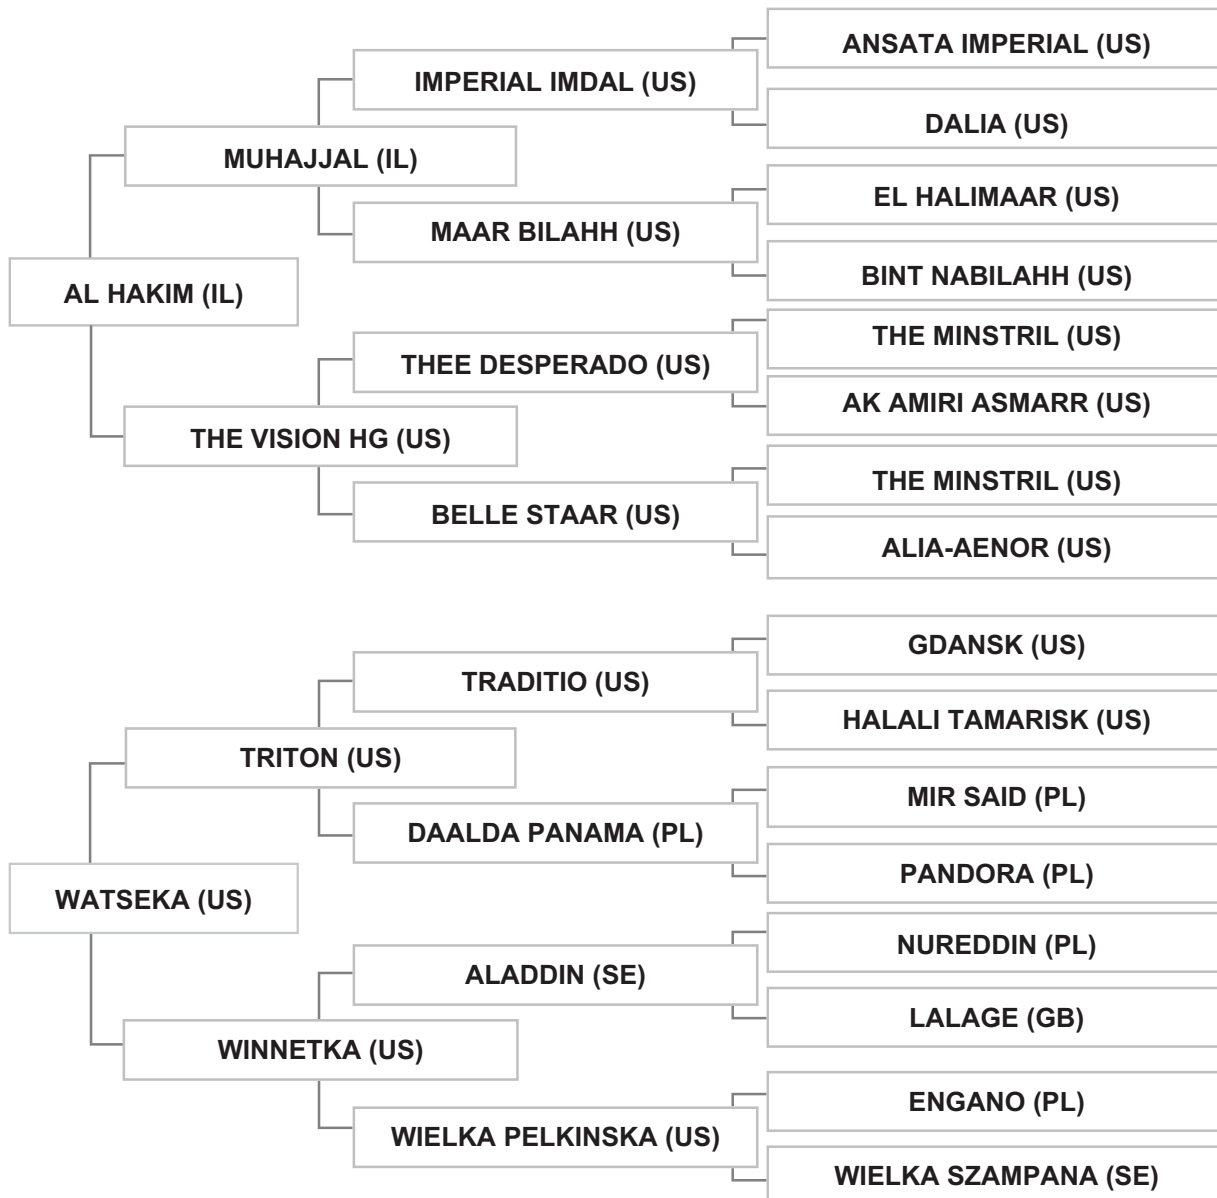 ANSATA IMPERIAL (US)
IMPERIAL IMDAL (US)
DALIA (US)
MUHAJJAL (IL)
EL HALIMAAR (US)
MAAR BILAHH (US)
BINT NABILAHH (US)
AL HAKIM (IL)
THE MINSTRIL (US)
THEE DESPERADO (US)
AK AMIRI ASMARR (US)
THE VISION HG (US)
THE MINSTRIL (US)
BELLE STAAR (US)
ALIA-AENOR (US)
GDANSK (US)
TRADITIO (US)
HALALI TAMARISK (US)
TRITON (US)
MIR SAID (PL)
DAALDA PANAMA (PL)
PANDORA (PL)
WATSEKA (US)
NUREDDIN (PL)
ALADDIN (SE)
LALAGE (GB)
WINNETKA (US)
ENGANO (PL)
WIELKA PELKINSKA (US)
WIELKA SZAMPANA (SE)